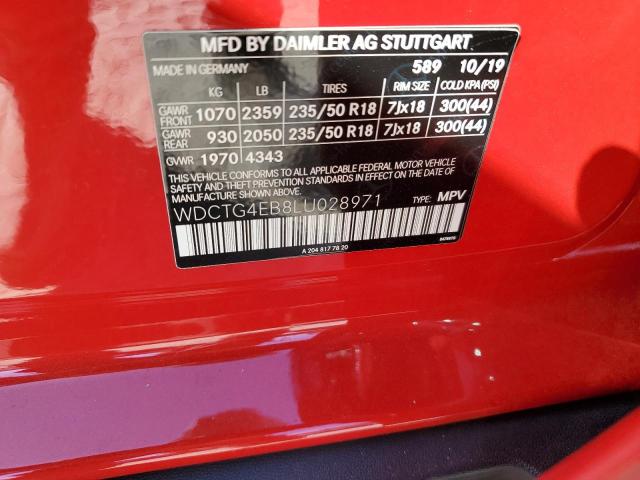 MFD BY DAIMLER AG STUTTGART
MADE IN GERMANY 589 10/19
KG LB TIRES RIM SIZE COLD KPA (PSI)
GAWR FRONT 1070 2359 235/50 R18 7Jx18 300(44)
GAWR REAR 930 2050 235/50 R18 7Jx18 300(44)
GVWR 1970 4343
THIS VEHICLE CONFORMS TO ALL APPLICABLE FEDERAL MOTOR VEHICLE
SAFETY AND THEFT PREVENTION STANDARDS IN EFFECT ON THE DATE OF
MANUFACTURE SHOWN ABOVE.
WDCTG4EB8LU028971 TYPE: MPV
A 204 817 78 20